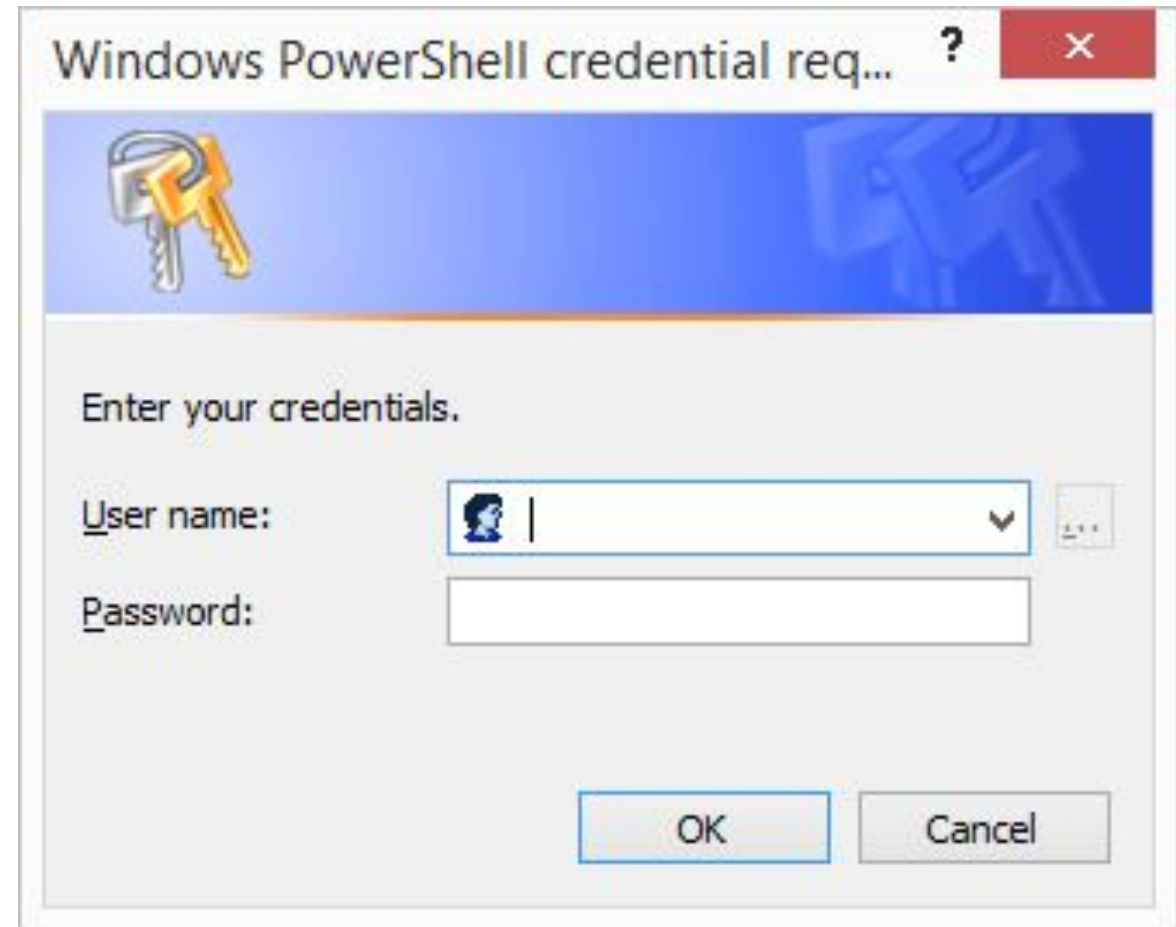 Windows PowerShell credential req... ?
Enter your credentials.
User name:
...
Password:
OK Cancel